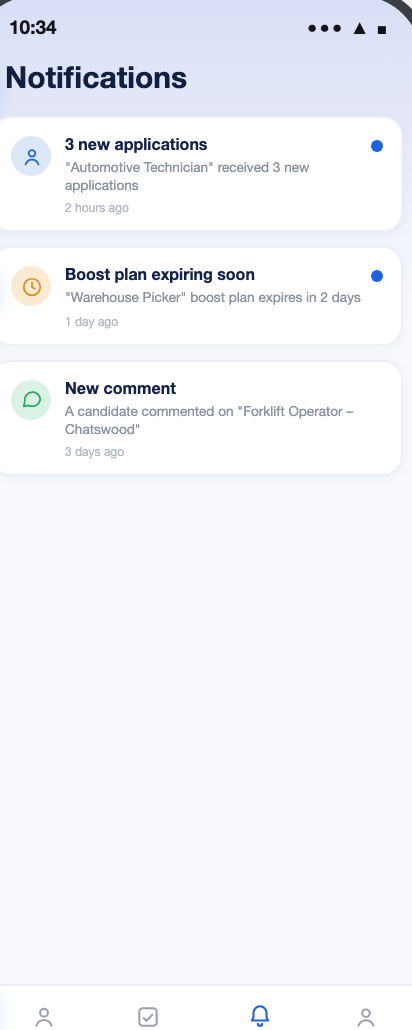 10:34
Notifications
3 new applications
"Automotive Technician" received 3 new
applications
2 hours ago
Boost plan expiring soon
"Warehouse Picker" boost plan expires in 2 days
1 day ago
New comment
A candidate commented on "Forklift Operator –
Chatswood"
3 days ago